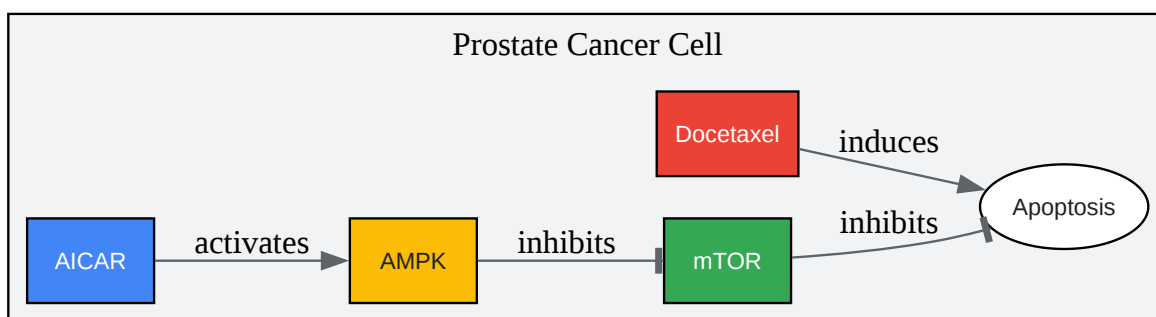 Prostate Cancer Cell
Docetaxel
induces
Apoptosis
AICAR
activates
AMPK
inhibits
mTOR
inhibits